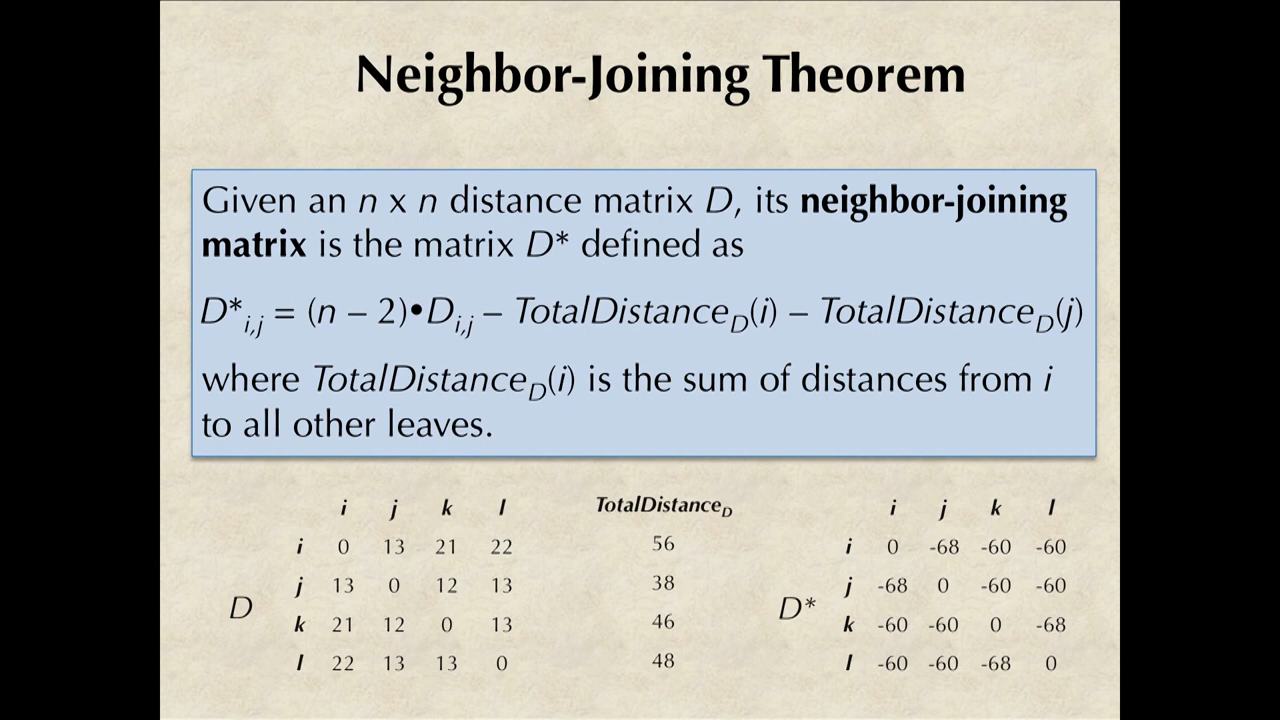 Neighbor-Joining Theorem
Given an n x n distance matrix D, its neighbor-joining
matrix is the matrix D* defined as
D*i,j = (n – 2)•Di,j – TotalDistanceD(i) – TotalDistanceD(j)
where TotalDistanceD(i) is the sum of distances from i
to all other leaves.
i j k l TotalDistanceD i j k l
i 0 13 21 22 56 i 0 -68 -60 -60
j 13 0 12 13 38 j -68 0 -60 -60
D D*
k 21 12 0 13 46 k -60 -60 0 -68
l 22 13 13 0 48 l -60 -60 -68 0